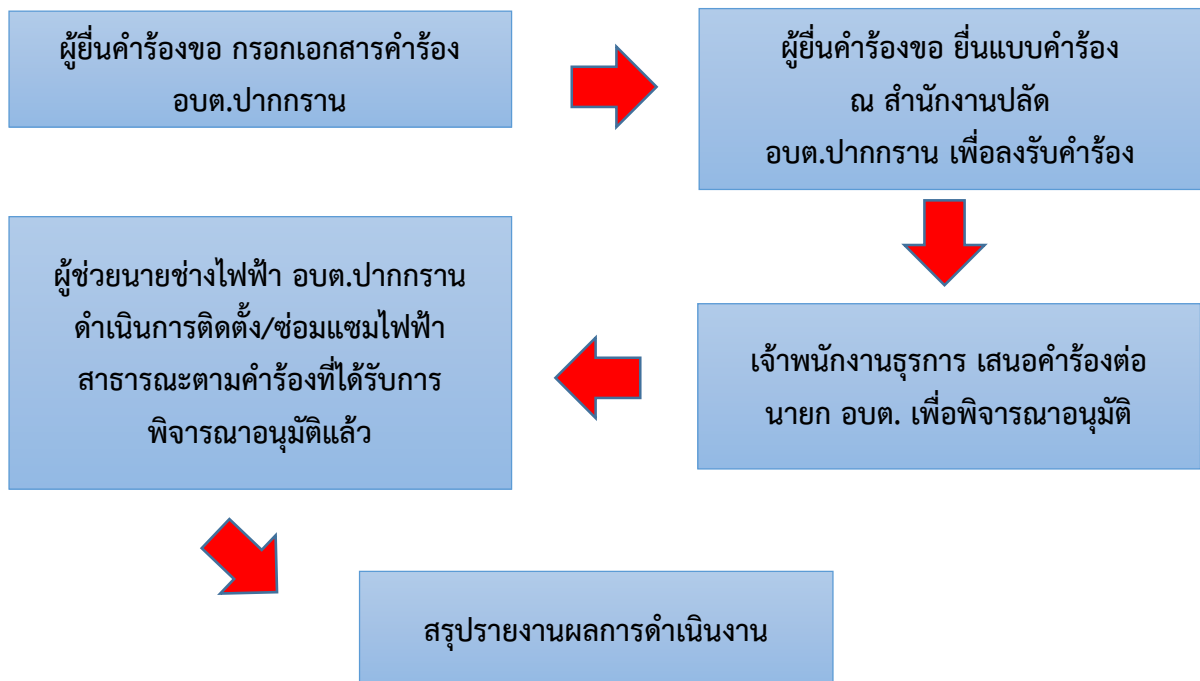 ผู้ยื่นคำร้องขอ กรอกเอกสารคำร้อง
อบต.ปากกราน
ผู้ยื่นคำร้องขอ ยื่นแบบคำร้อง
ณ สำนักงานปลัด
อบต.ปากกราน เพื่อลงรับคำร้อง
เจ้าพนักงานธุรการ เสนอคำร้องต่อ
นายก อบต. เพื่อพิจารณาอนุมัติ
ผู้ช่วยนายช่างไฟฟ้า อบต.ปากกราน
ดำเนินการติดตั้ง/ซ่อมแซมไฟฟ้า
สาธารณะตามคำร้องที่ได้รับการ
พิจารณาอนุมัติแล้ว
สรุปรายงานผลการดำเนินงาน